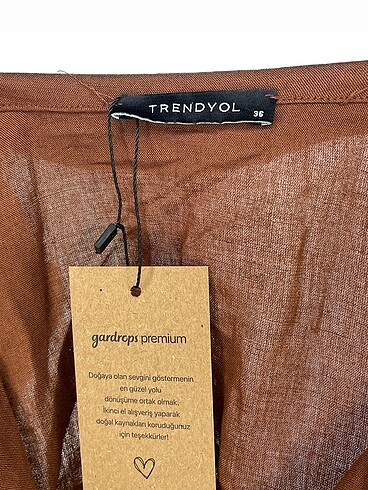 TRENDYOL
36
gardrops premium
Doğaya olan sevgini göstermenin
en güzel yolu
dönüşüme ortak olmak.
İkinci el alışveriş yaparak
doğal kaynakları koruduğunuz
için teşekkürler!